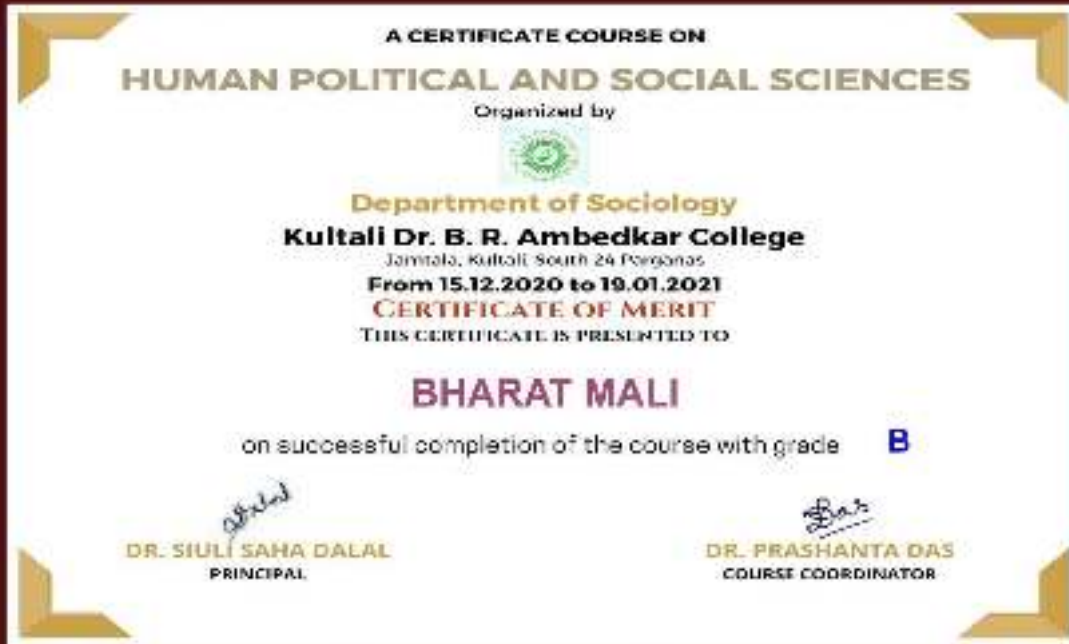 A CERTIFICATE COURSE ON
HUMAN POLITICAL AND SOCIAL SCIENCES
Organized by
Department of Sociology
Kultali Dr. B. R. Ambedkar College
Jamtala, Kultali, South 24 Parganas
From 15.12.2020 to 19.01.2021
CERTIFICATE OF MERIT
THIS CERTIFICATE IS PRESENTED TO
BHARAT MALI
on successful completion of the course with grade B
DR. SIULI SAHA DALAL DR. PRASHANTA DAS
PRINCIPAL COURSE COORDINATOR